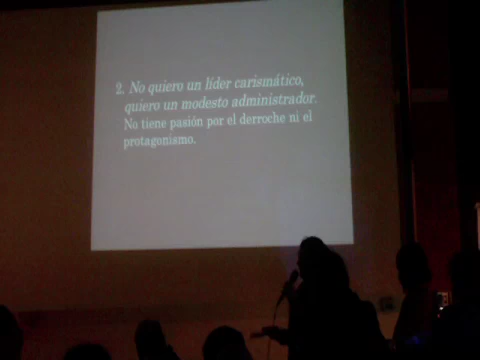 2. No quiero un líder carismático,
quiero un modesto administrador.
No tiene pasión por el derroche ni el
protagonismo.